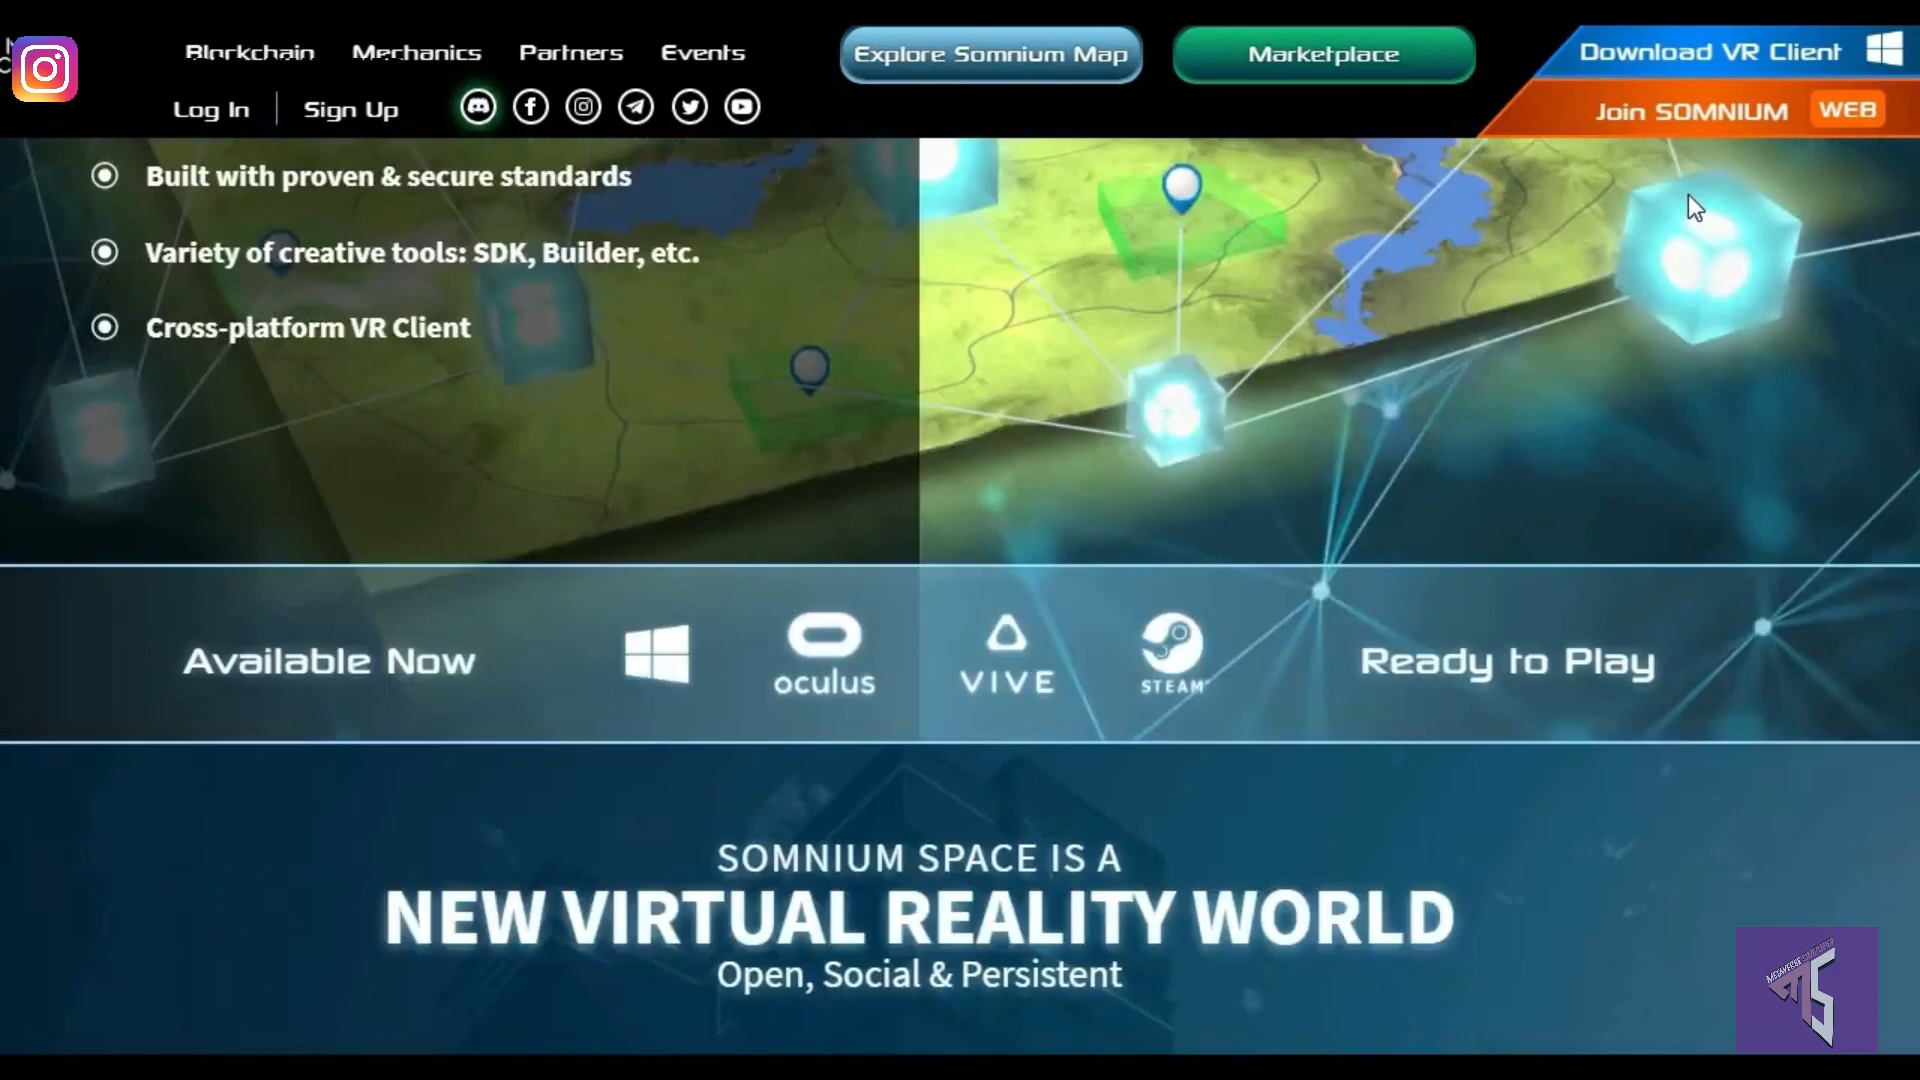 Blockchain Mechanics Partners Events
Explore Somnium Map
Marketplace
Download VR Client
Log In Sign Up
Join SOMNIUM WEB
Built with proven & secure standards
Variety of creative tools: SDK, Builder, etc.
Cross-platform VR Client
Available Now
oculus
VIVE
STEAM
Ready to Play
SOMNIUM SPACE IS A
NEW VIRTUAL REALITY WORLD
Open, Social & Persistent